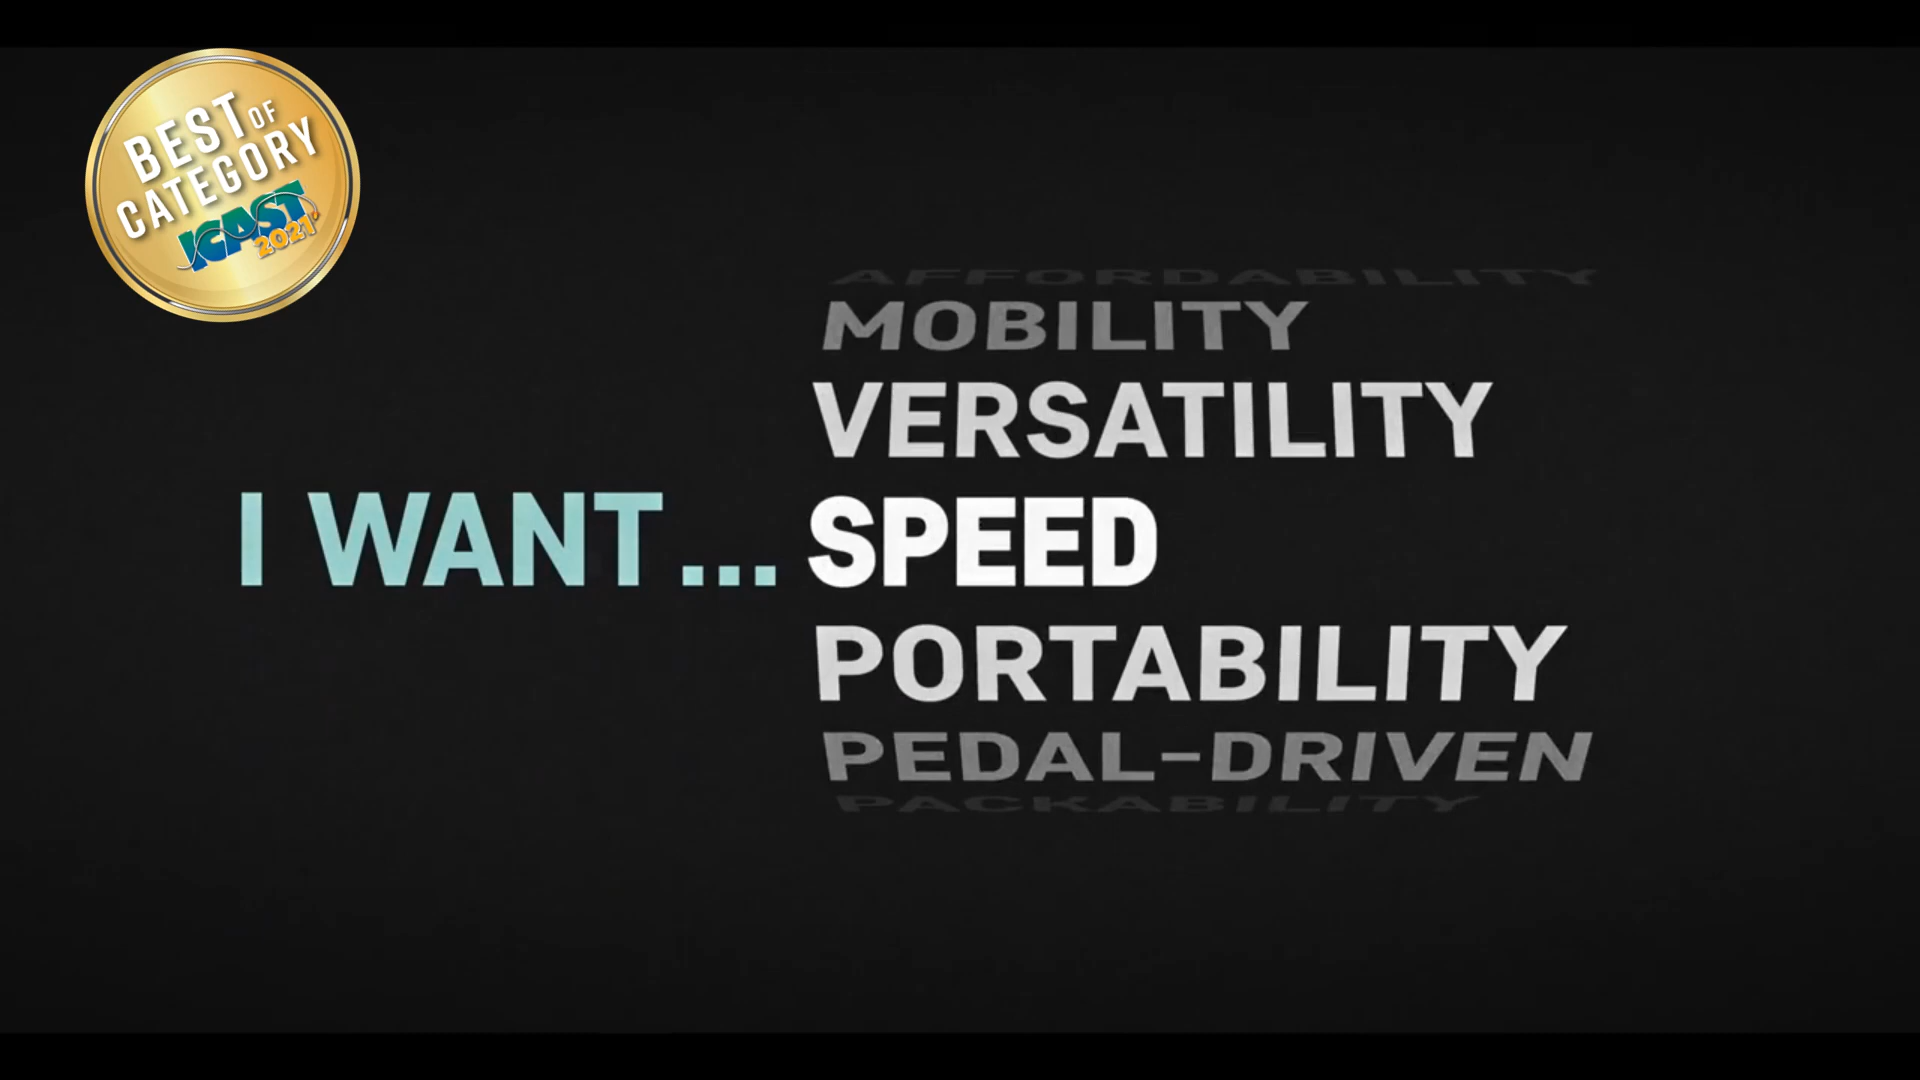 BEST OF
CATEGORY
ICAST
2021
AFFORDABILITY
MOBILITY
VERSATILITY
I WANT... SPEED
PORTABILITY
PEDAL-DRIVEN
PACKABILITY